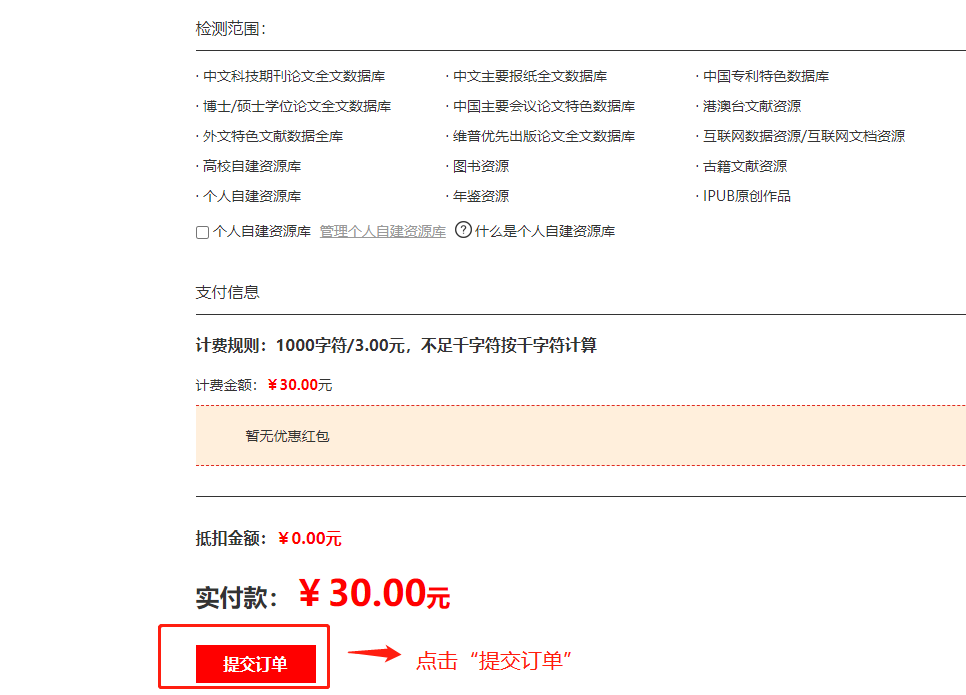 检测范围：
· 中文科技期刊论文全文数据库 · 中文主要报纸全文数据库 · 中国专利特色数据库
· 博士/硕士学位论文全文数据库 · 中国主要会议论文特色数据库 · 港澳台文献资源
· 外文特色文献数据全库 · 维普优先出版论文全文数据库 · 互联网数据资源/互联网文档资源
· 高校自建资源库 · 图书资源 · 古籍文献资源
· 个人自建资源库 · 年鉴资源 · IPUB原创作品
个人自建资源库 管理个人自建资源库 ? 什么是个人自建资源库
支付信息
计费规则：1000字符/3.00元，不足千字符按千字符计算
计费金额：￥30.00元
暂无优惠红包
抵扣金额：￥0.00元
实付款：￥30.00元
提交订单 点击“提交订单”